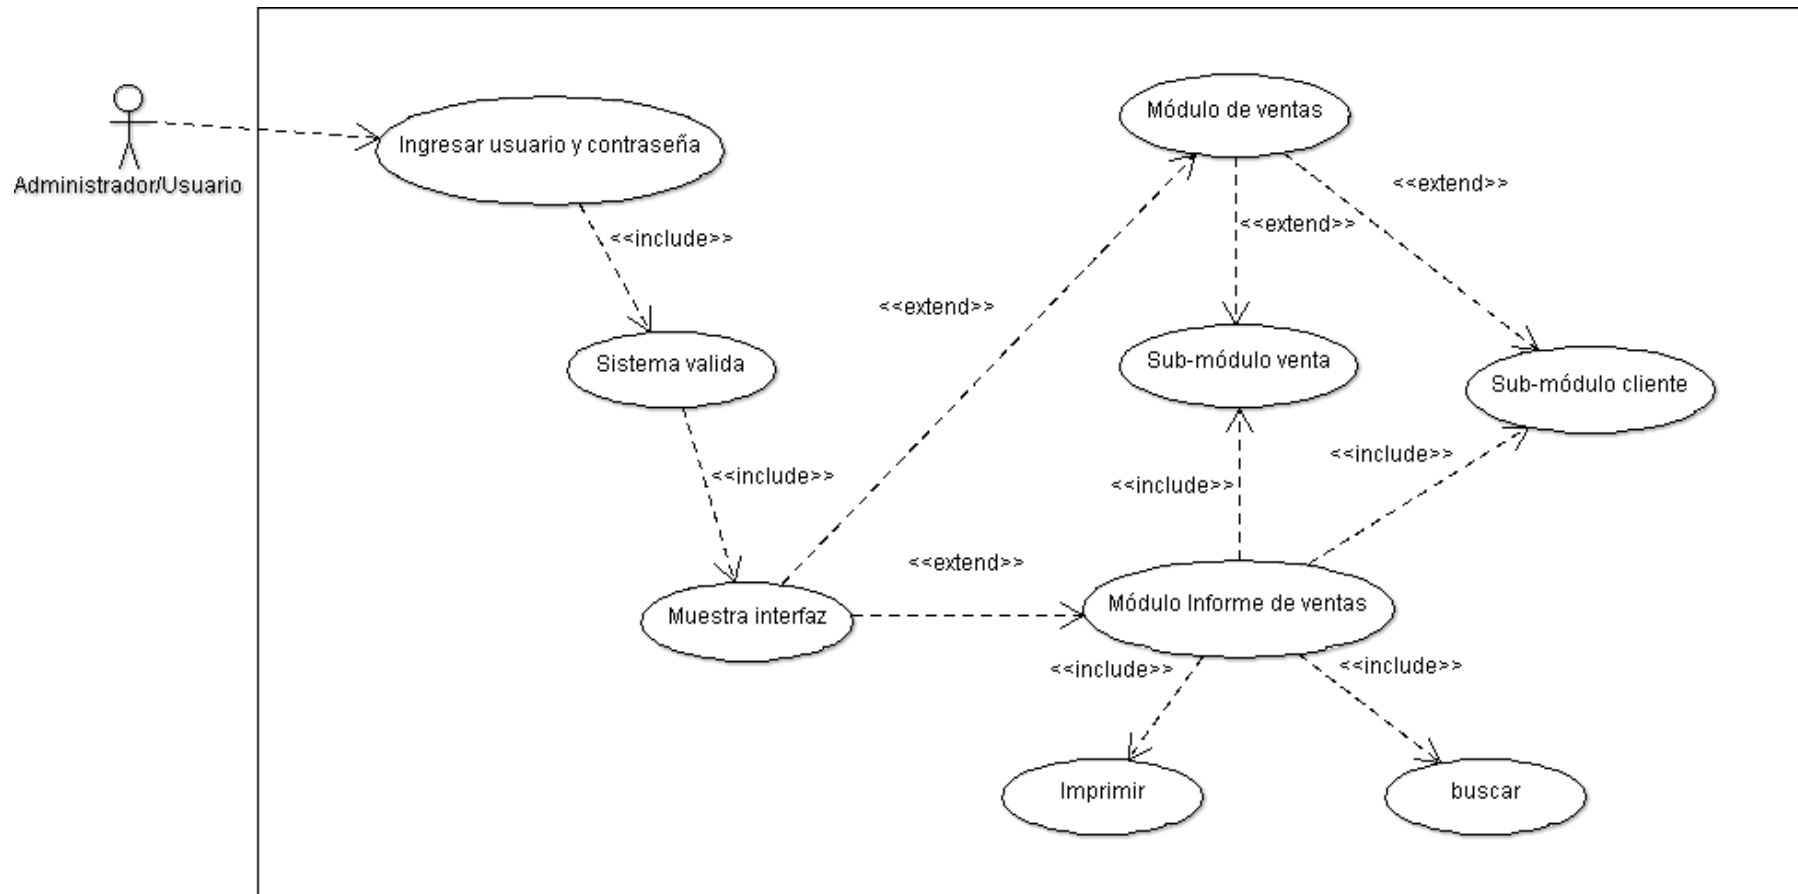 Módulo de ventas
Ingresar usuario y contraseña
Administrador/Usuario
<<extend>>
<<extend>>
<<include>>
<<extend>>
Sistema valida
Sub-módulo venta
Sub-módulo cliente
<<include>>
<<include>>
<<include>>
<<extend>>
Muestra interfaz
Módulo Informe de ventas
<<include>>
<<include>>
Imprimir
buscar